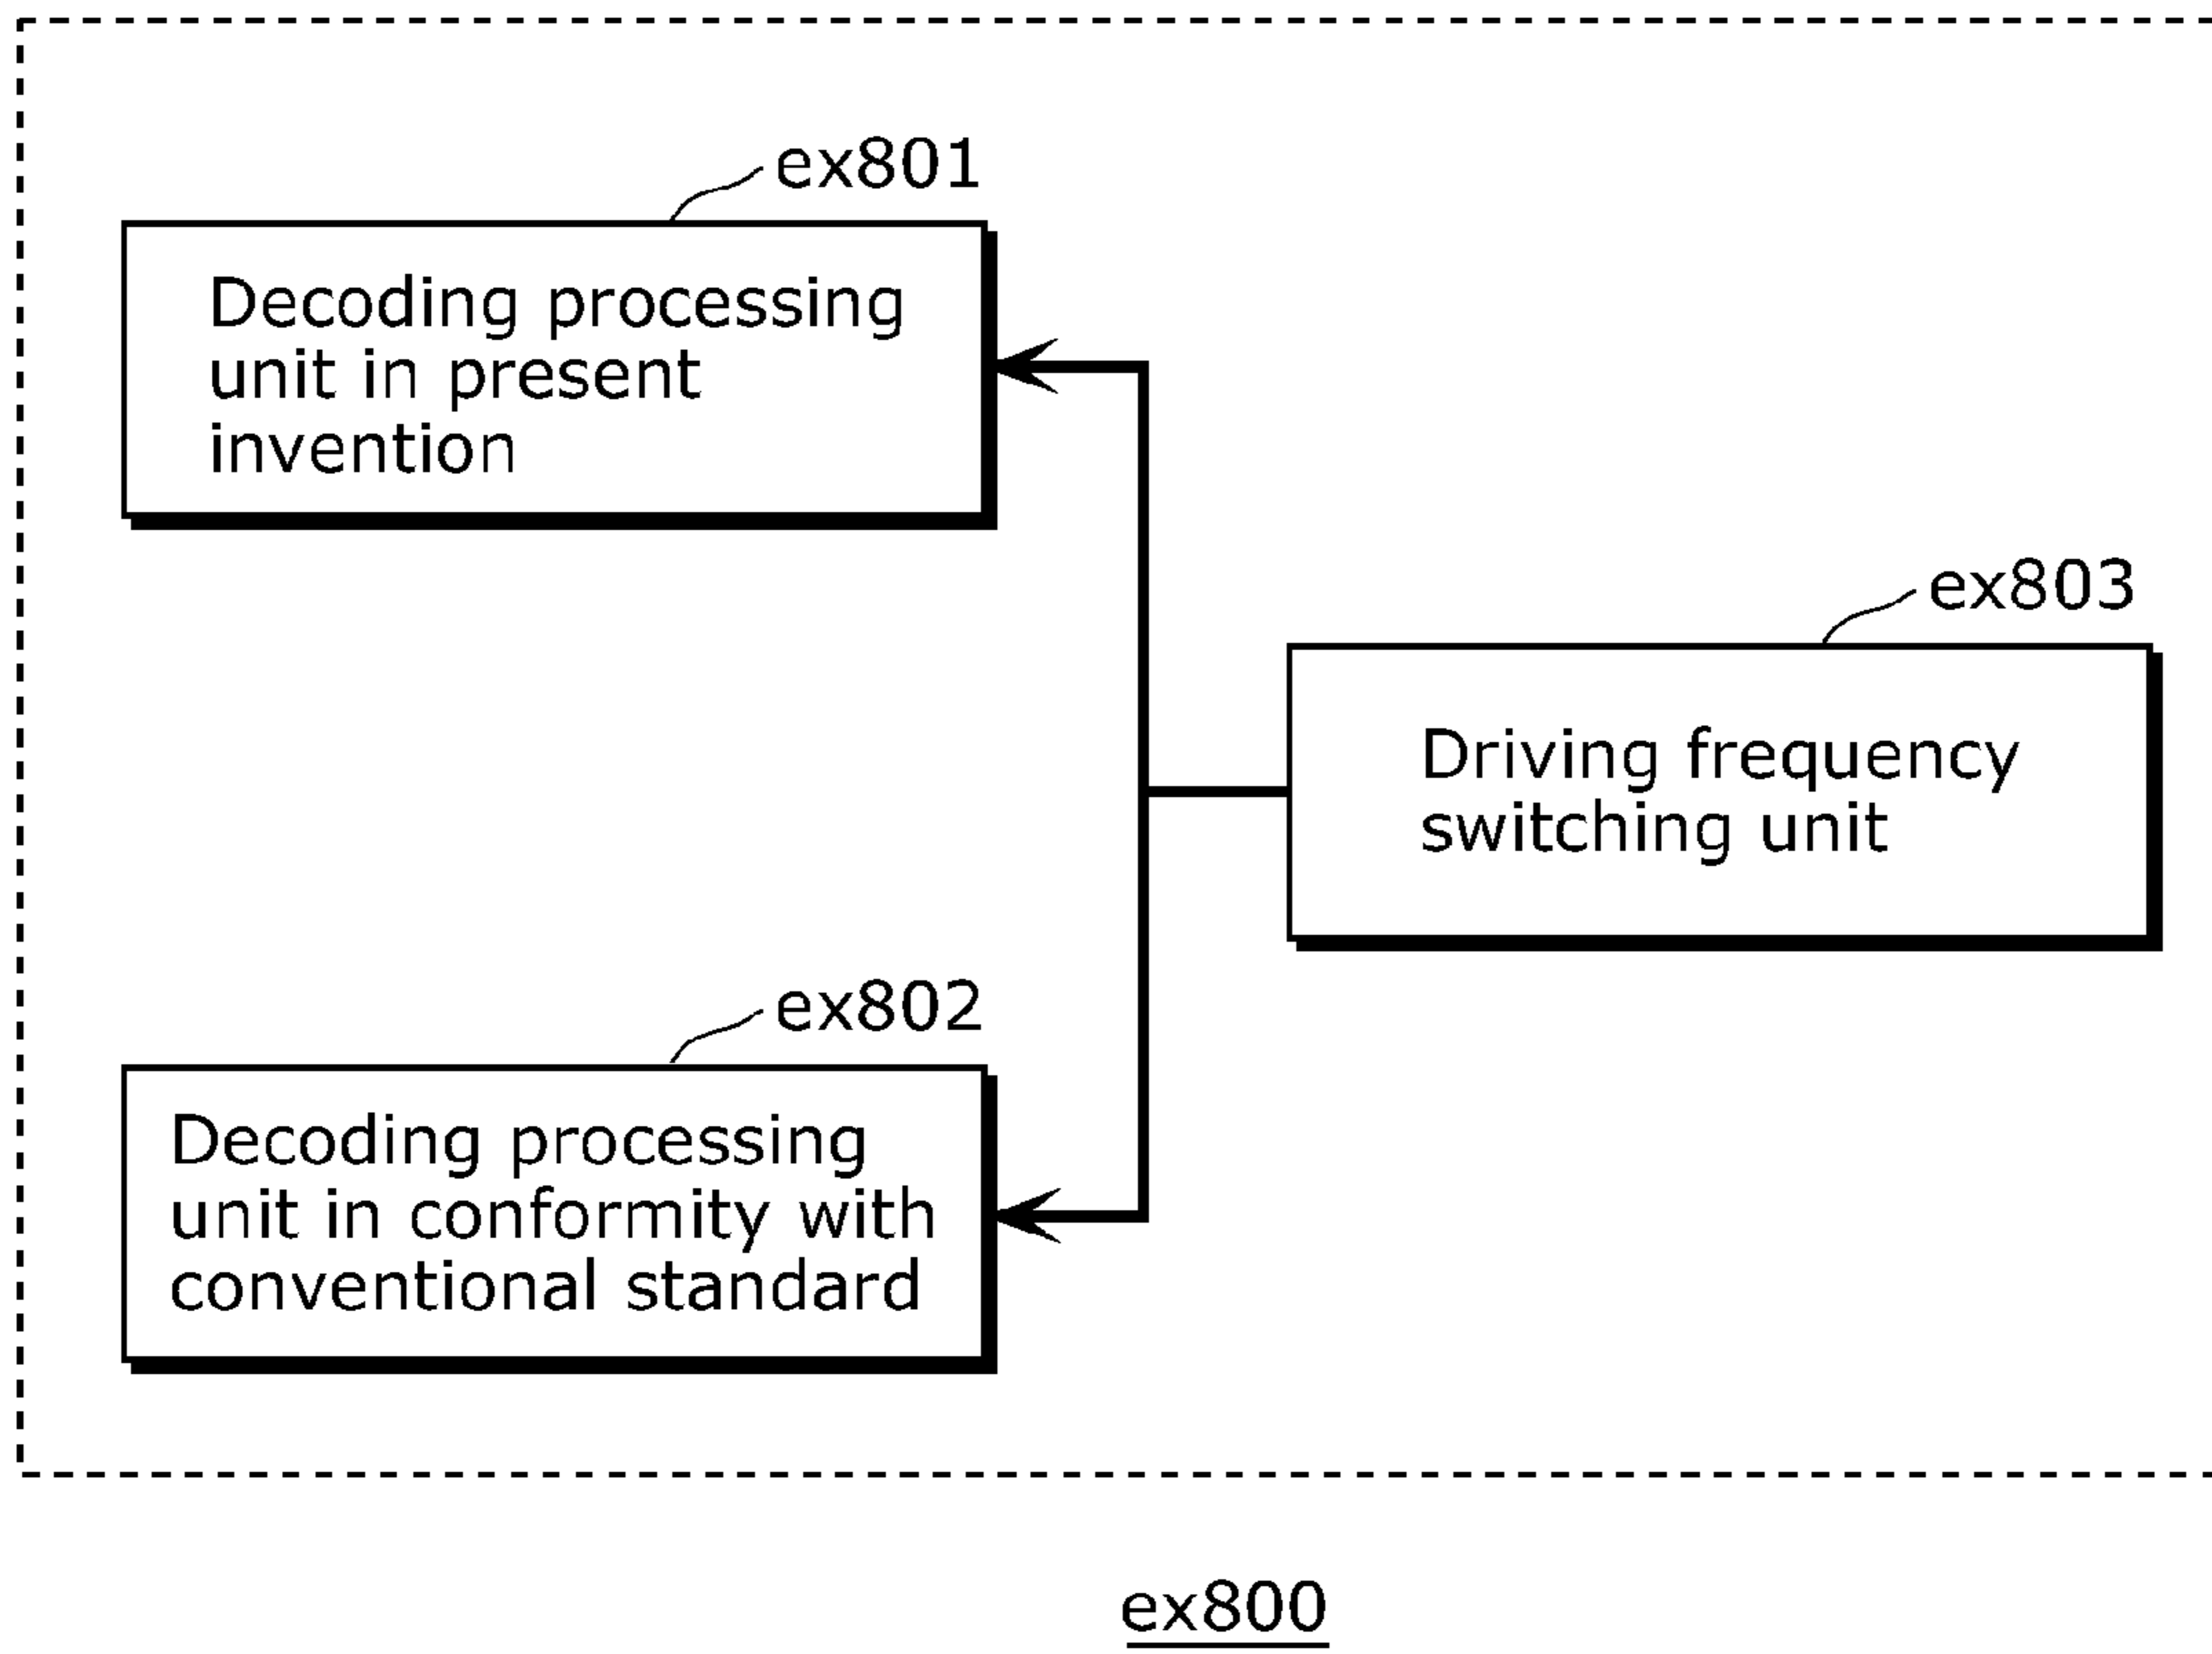 ex801
Decoding processing
unit in present
invention
ex803
Driving frequency
switching unit
ex802
Decoding processing
unit in conformity with
conventional standard
ex800